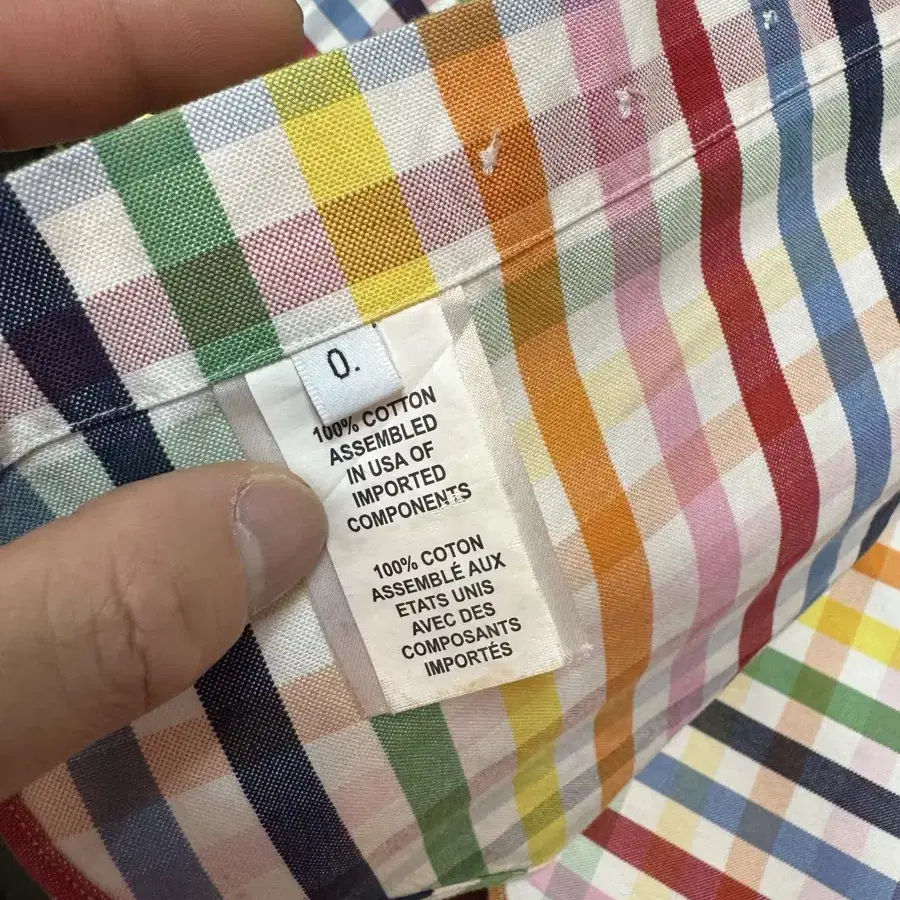 0.
100% COTTON
ASSEMBLED
IN USA OF
IMPORTED
COMPONENTS
100% COTON
ASSEMBLÉ AUX
ETATS UNIS
AVEC DES
COMPOSANTS
IMPORTÉS